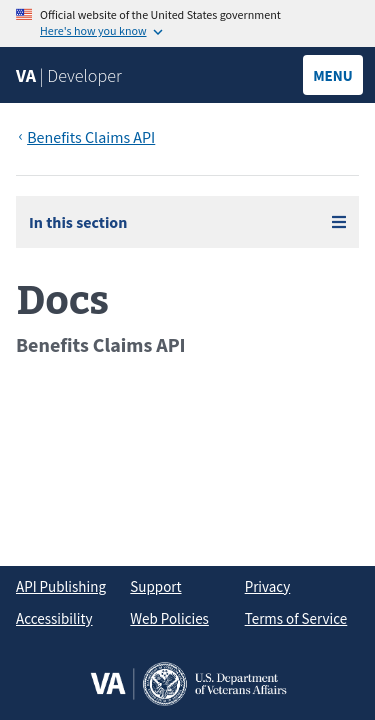 Official website of the United States government
Here's how you know
VA | Developer
MENU
‹ Benefits Claims API
In this section
Docs
Benefits Claims API
API Publishing Support Privacy
Accessibility Web Policies Terms of Service
VA | U.S. Department
of Veterans Affairs